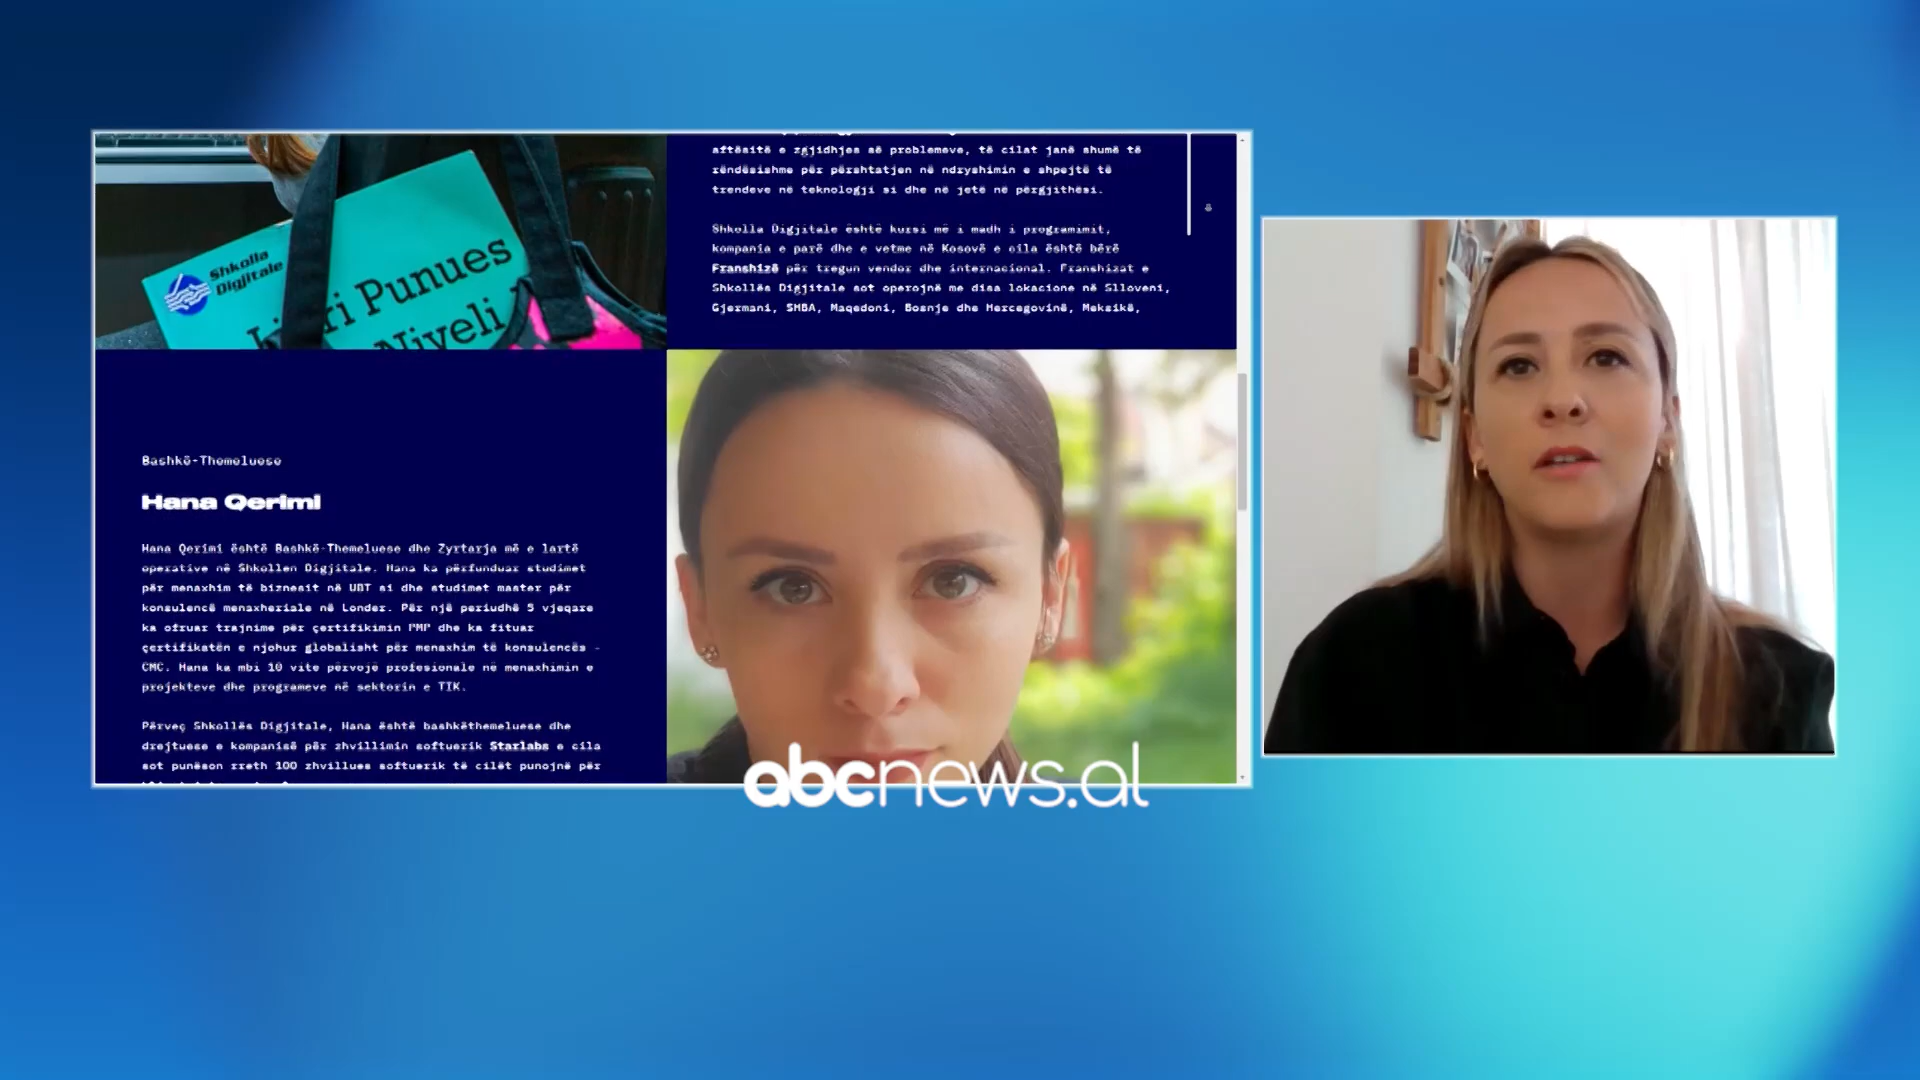 Shkolla
Digjitale
Punues
Niveli
aftësitë e zgjidhjes së problemeve, të cilat janë shumë të
rëndësishme për përshtatjen në ndryshimin e shpejtë të
trendeve në teknologji si dhe në jetë në përgjithësi.
Shkolla Digjitale është kursi më i madh i programimit,
kompania e parë dhe e vetme në Kosovë e cila është bërë
Franshizë për tregun vendor dhe internacional. Franshizat e
Shkollës Digjitale sot operojnë me disa lokacione në Slloveni,
Gjermani, SHBA, Maqedoni, Bosnje dhe Hercegovinë, Meksikë,
Bashkë-Themeluese
Hana Qerimi
Hana Qerimi është Bashkë-Themeluese dhe Zyrtarja më e lartë
operative në Shkollen Digjitale. Hana ka përfunduar studimet
për menaxhim të biznesit në UBT si dhe studimet master për
konsulencë menaxheriale në Londer. Për një periudhë 5 vjeqare
ka ofruar trajnime për çertifikimin PMP dhe ka fituar
çertifikatën e njohur globalisht për menaxhim të konsulencës -
CMC. Hana ka mbi 10 vite përvojë profesionale në menaxhimin e
projekteve dhe programeve në sektorin e TIK.
Përveç Shkollës Digjitale, Hana është bashkëthemeluese dhe
drejtuese e kompanisë për zhvillimin softuerik Starlabs e cila
sot punëson rreth 100 zhvillues softuerik të cilët punojnë për
abcnews.al